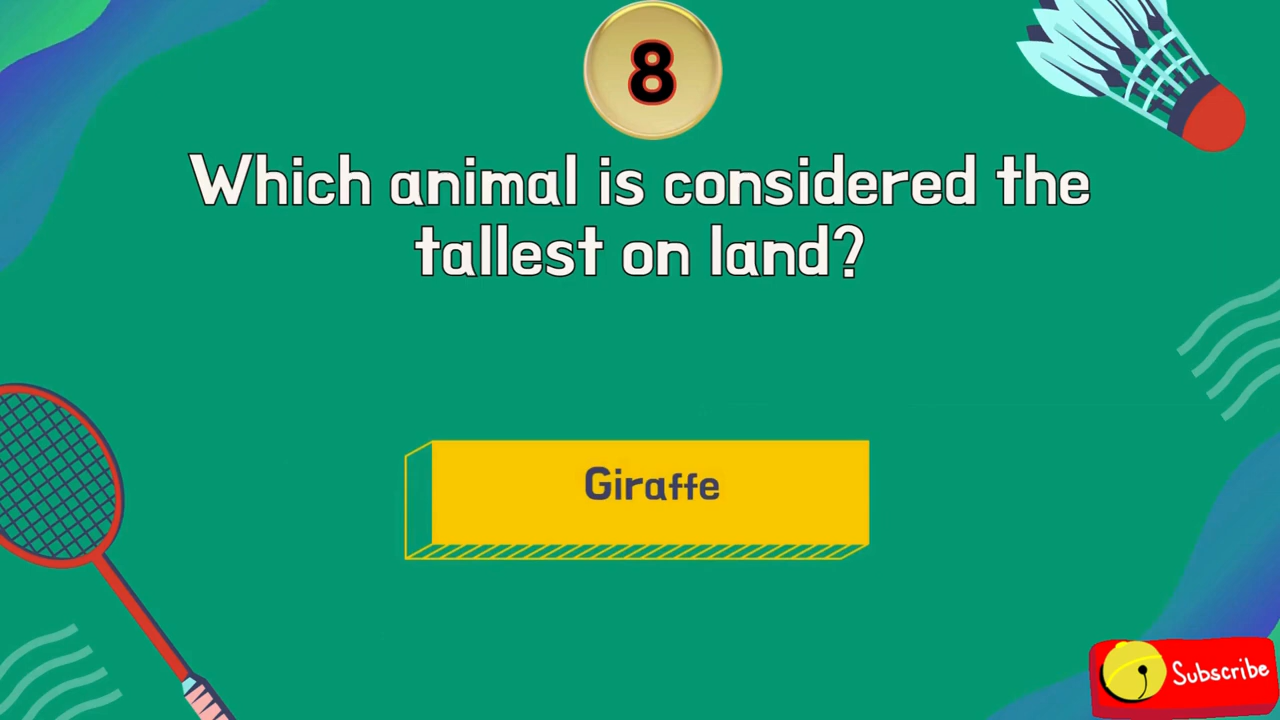 8
Which animal is considered the
tallest on land?
Giraffe
Subscribe